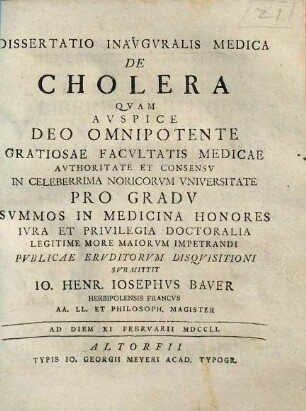 21
DISSERTATIO INAVGVRALIS MEDICA
DE
CHOLERA
QVAM
AVSPICE
DEO OMNIPOTENTE
GRATIOSAE FACVLTATIS MEDICAE
AVTHORITATE ET CONSENSV
IN CELEBERRIMA NORICORVM VNIVERSITATE
PRO GRADV
SVMMOS IN MEDICINA HONORES
IVRA ET PRIVILEGIA DOCTORALIA
LEGITIME MORE MAIORVM IMPETRANDI
PVBLICAE ERVDITORVM DISQVISITIONI
SVBMITTIT
IO. HENR. IOSEPHVS BAVER
HERBIPOLENSIS FRANCVS
AA. LL. ET PHILOSOPH. MAGISTER
AD DIEM XI FEBRVARII MDCCLI.
ALTORFII
TYPIS IO. GEORGII MEYERI ACAD. TYPOGR.